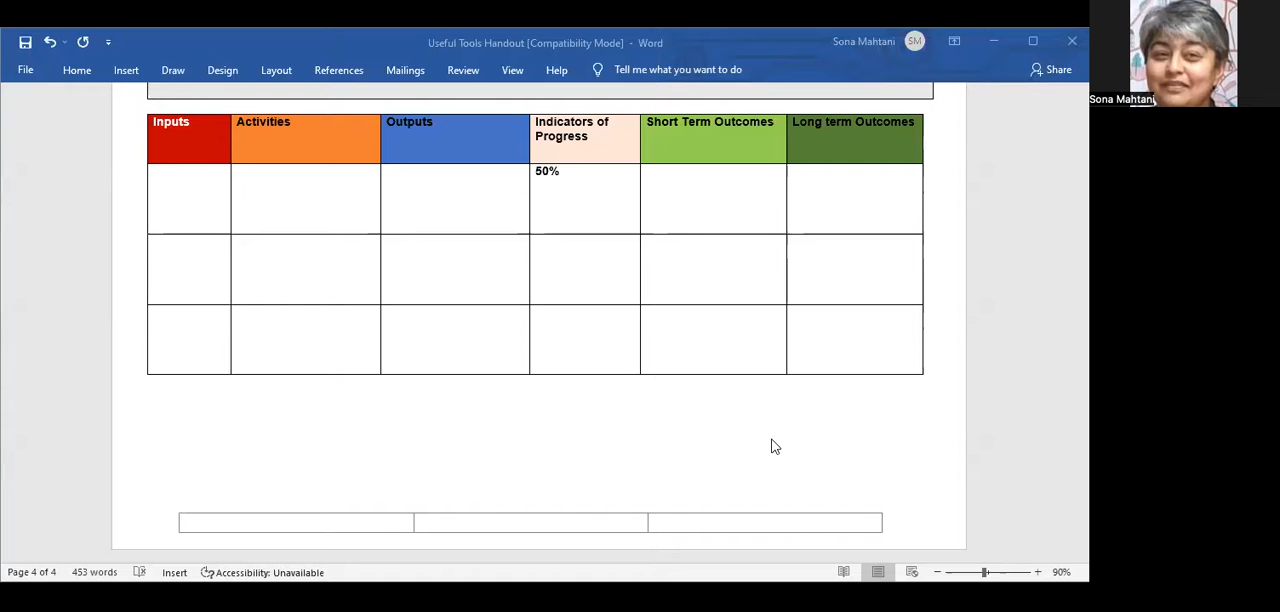 Useful Tools Handout [Compatibility Mode] - Word
Sona Mahtani
SM
File Home Insert Draw Design Layout References Mailings Review View Help Tell me what you want to do Share
Sona Mahtani
Inputs
Activities
Outputs
Indicators of
Progress
Short Term Outcomes
Long term Outcomes
50%
Page 4 of 4 453 words Insert Accessibility: Unavailable 90%